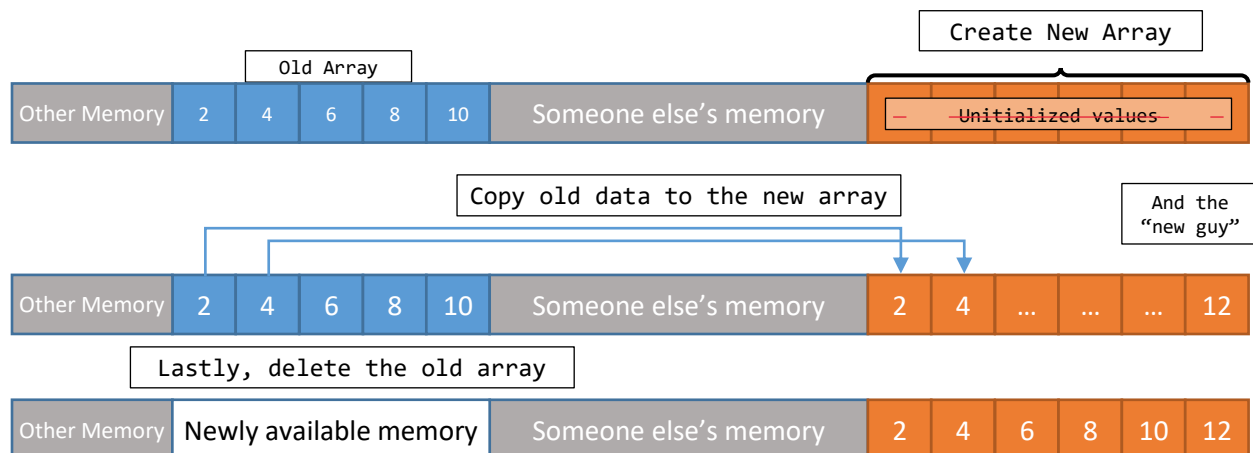 Create New Array
Old Array
Other Memory 2 4 6 8 10 Someone else’s memory – Unitialized values –
Copy old data to the new array
And the
“new guy”
Other Memory 2 4 6 8 10 Someone else’s memory 2 4 ... ... ... 12
Lastly, delete the old array
Other Memory Newly available memory Someone else’s memory 2 4 6 8 10 12